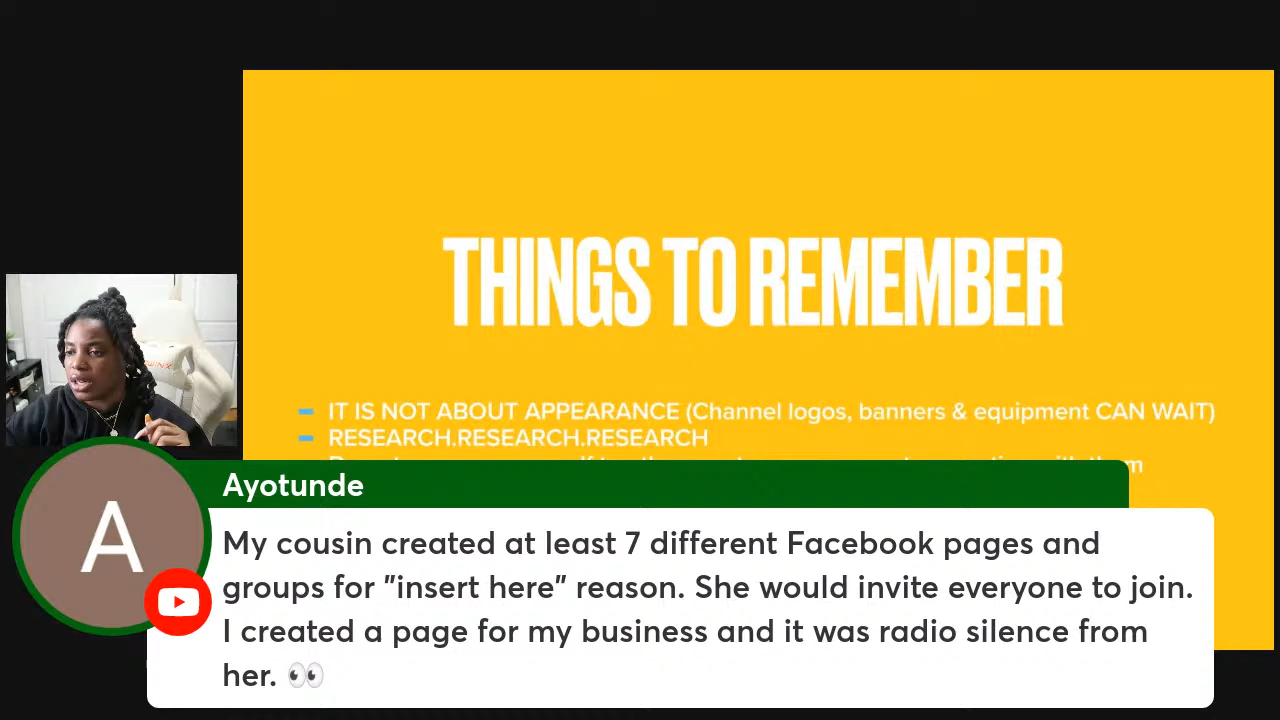 THINGS TO REMEMBER
IT IS NOT ABOUT APPEARANCE (Channel logos, banners & equipment CAN WAIT)
RESEARCH.RESEARCH.RESEARCH
A
Ayotunde
My cousin created at least 7 different Facebook pages and
groups for "insert here" reason. She would invite everyone to join.
I created a page for my business and it was radio silence from
her. 👀